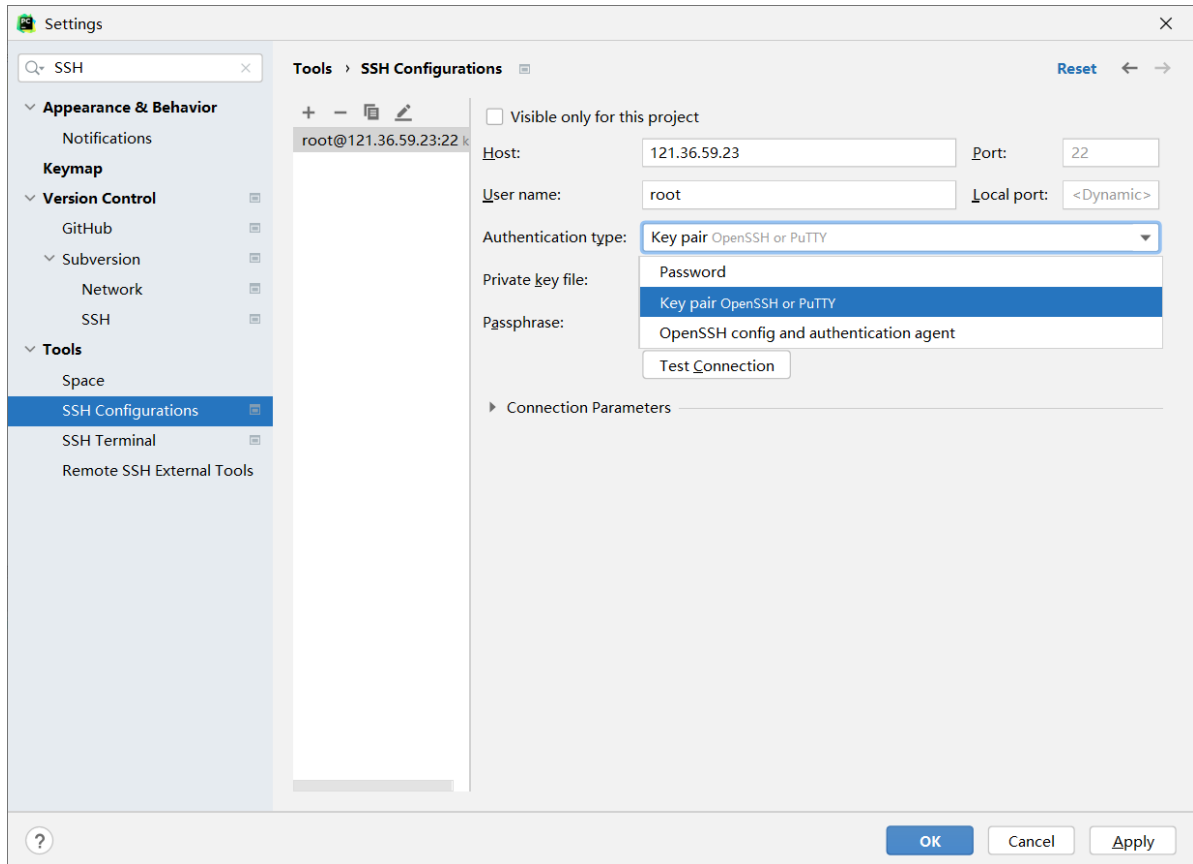 Settings
SSH
Appearance & Behavior
Notifications
Keymap
Version Control
GitHub
Subversion
Network
SSH
Tools
Space
SSH Configurations
SSH Terminal
Remote SSH External Tools
Tools › SSH Configurations
Reset
root@121.36.59.23:22 k
Visible only for this project
Host: 121.36.59.23 Port: 22
User name: root Local port: <Dynamic>
Authentication type: Key pair OpenSSH or PuTTY
Password
Private key file:
Key pair OpenSSH or PuTTY
Passphrase:
OpenSSH config and authentication agent
Test Connection
Connection Parameters
? OK Cancel Apply